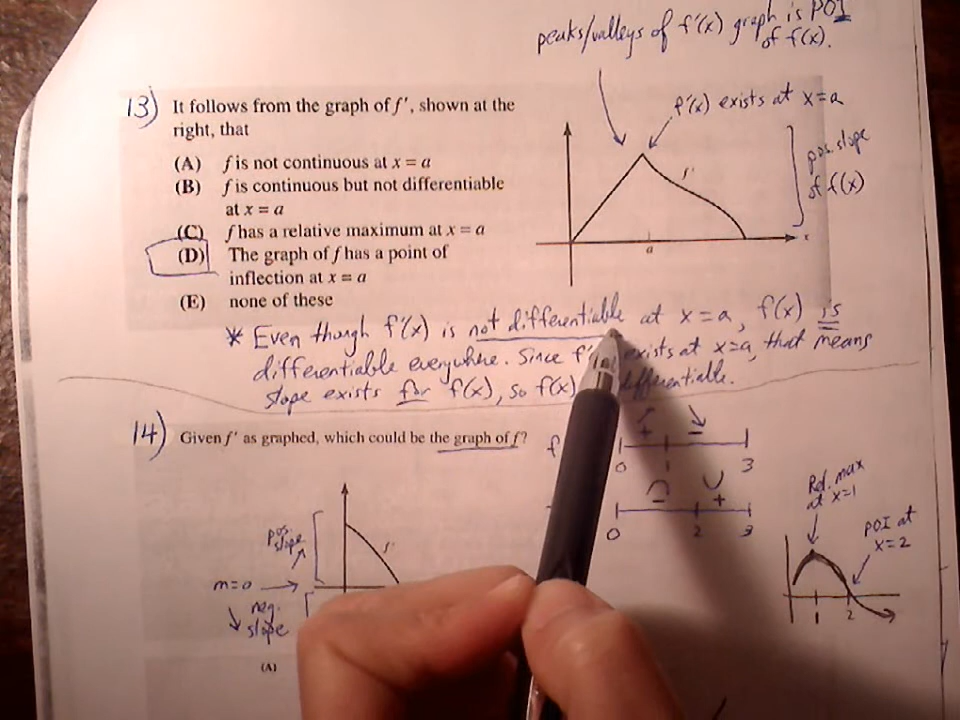 peaks/valleys of f'(x) graph is POI
of f(x).
13) It follows from the graph of f', shown at the
right, that
f'(x) exists at x=a
(A) f is not continuous at x = a
(B) f is continuous but not differentiable
at x = a
(C) f has a relative maximum at x = a
(D) The graph of f has a point of
inflection at x = a
(E) none of these
f'
a
x
pos. slope
of f(x)
* Even though f'(x) is not differentiable at x=a, f(x) is
differentiable everywhere. Since f' exists at x=a, that means
slope exists for f(x), so f(x) differentiable.
14) Given f' as graphed, which could be the graph of f?
f
+ −
0 1 3
− +
0 2 3
Rel. max
at x=1
POI at
x=2
1 2
pos.
slope
f'
m=0
neg.
slope
(A)